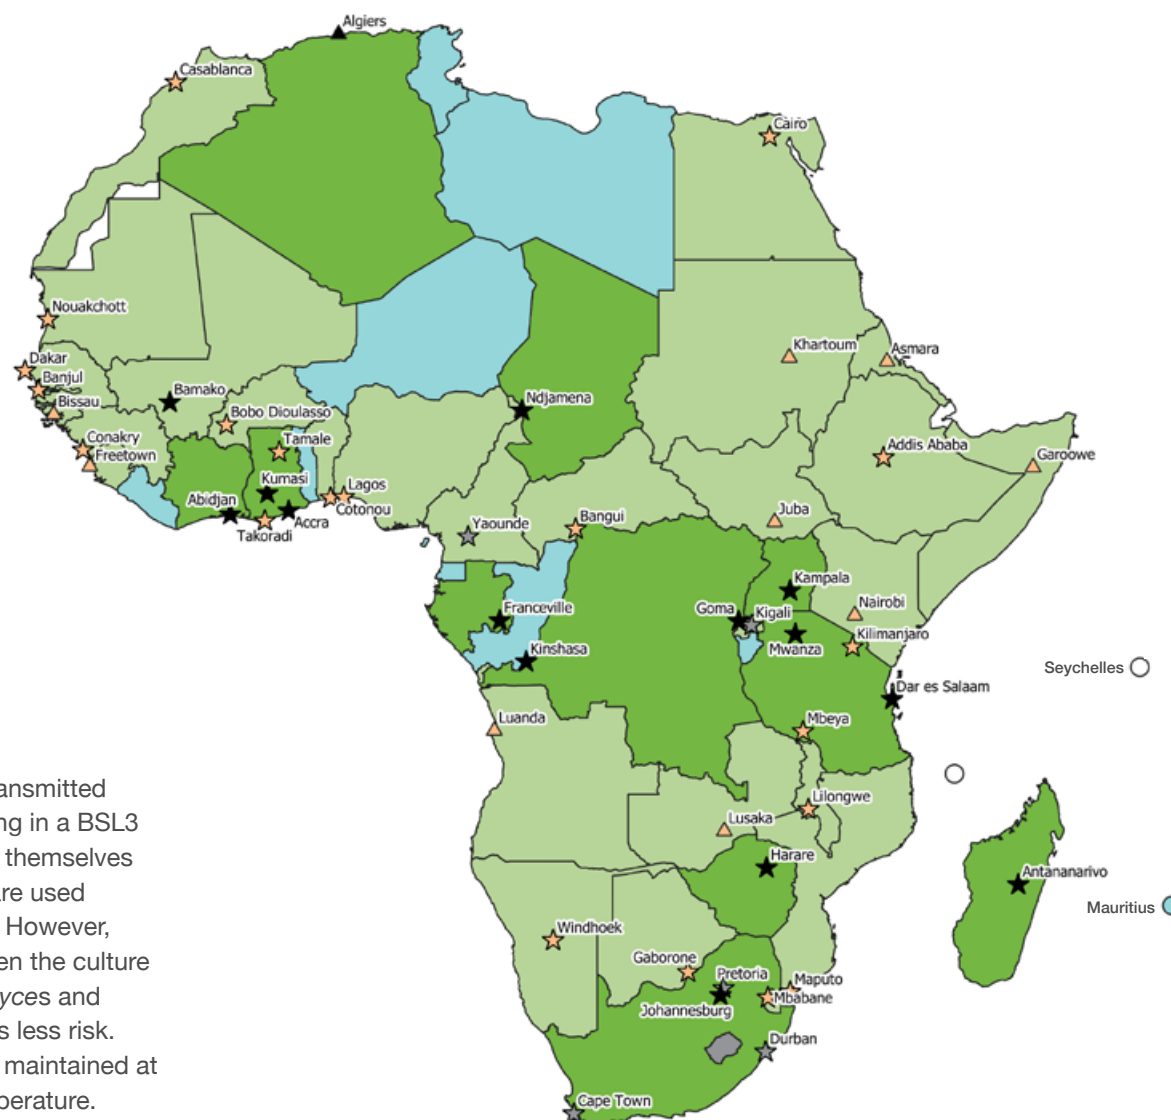 Algiers
Casablanca
Cairo
Nouakchott
Khartoum
Asmara
Dakar
Banjul
Bamako
Bissau
Ndjamena
Bobo Dioulasso
Conakry
Tamale
Freetown
Addis Ababa
Garoowe
Kumasi
Lagos
Abidjan
Cotonou
Juba
Accra
Yaounde
Bangui
Takoradi
Kampala
Franceville
Goma
Kigali
Nairobi
Kilimanjaro
Kinshasa
Mwanza
Seychelles
Dar es Salaam
Luanda
Mbeya
ansmitted
Lilongwe
ng in a BSL3
Lusaka
themselves
Harare
Antananarivo
are used
Mauritius
However,
Windhoek
en the culture
Gaborone
Pretoria
Maputo
yces and
Mbabane
Johannesburg
s less risk.
Durban
maintained at
perature.
Cape Town